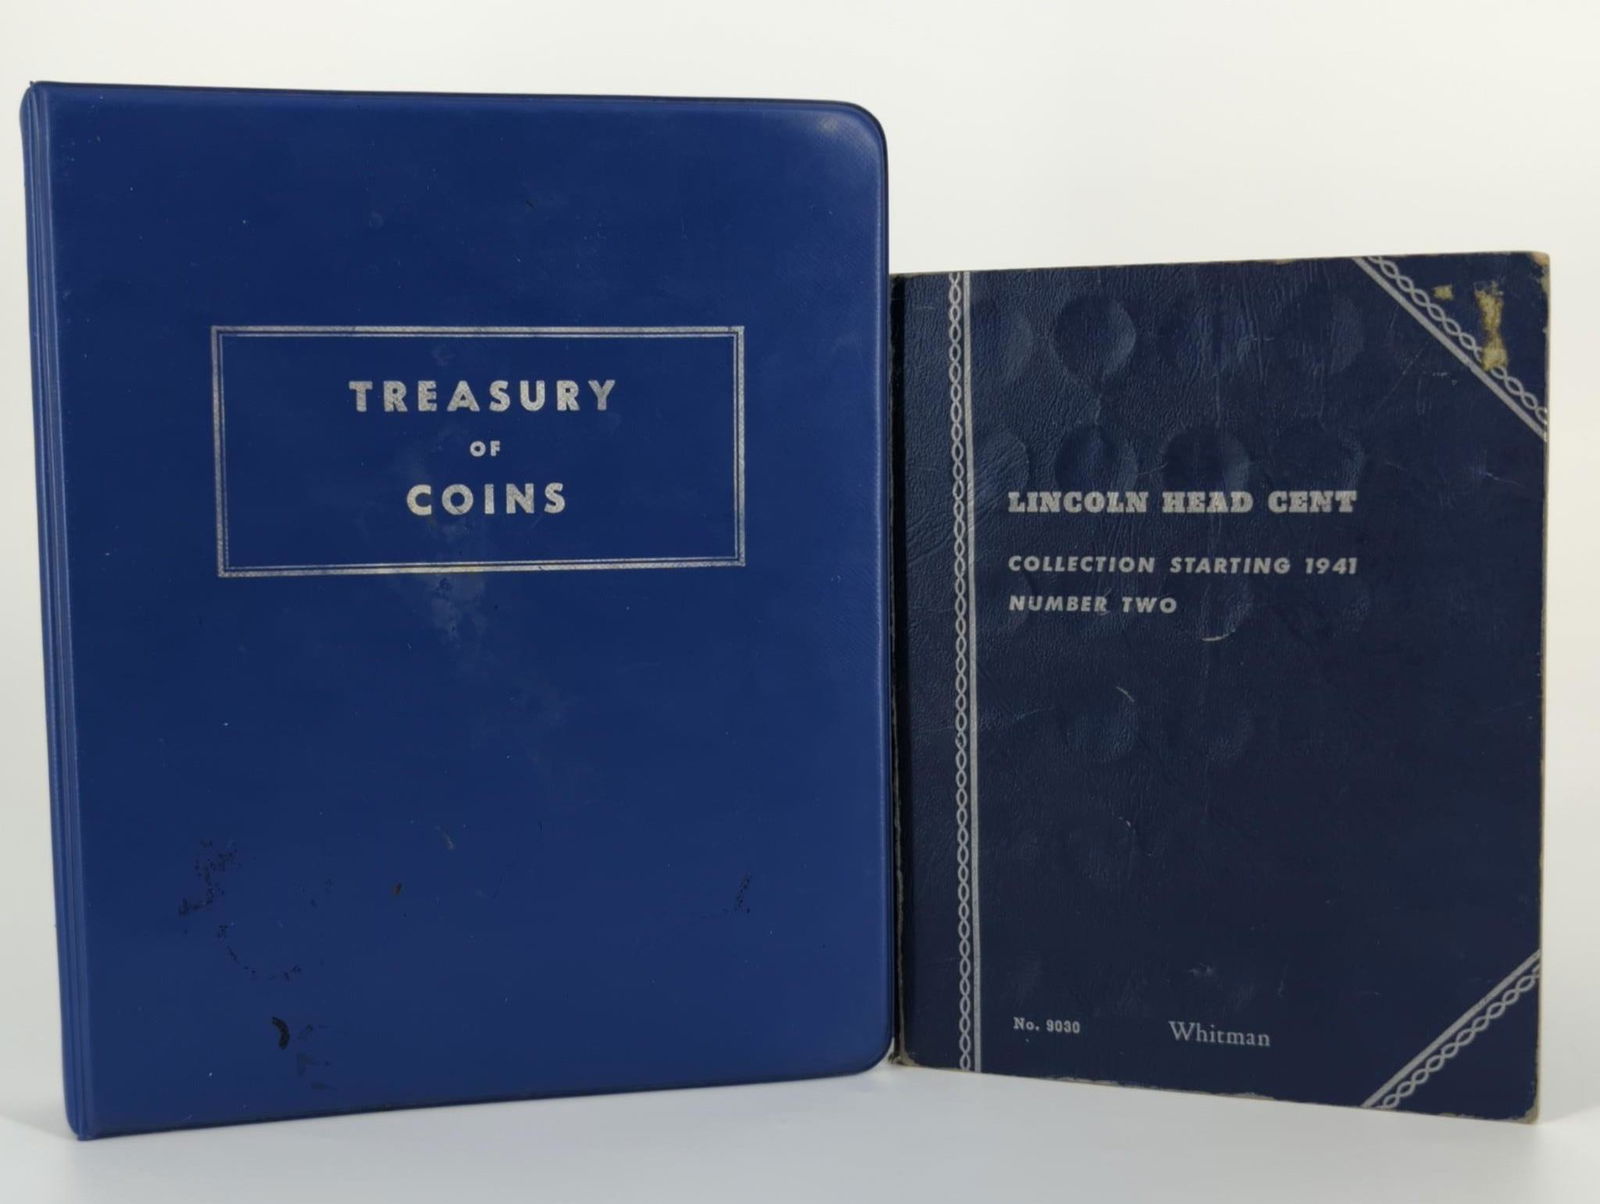 TREASURY
OF
COINS
LINCOLN HEAD CENT
COLLECTION STARTING 1941
NUMBER TWO
No. 9030
Whitman